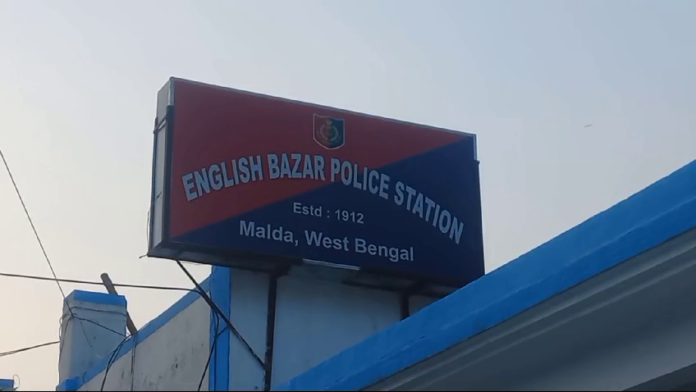 ENGLISH BAZAR POLICE STATION
Estd : 1912
Malda, West Bengal